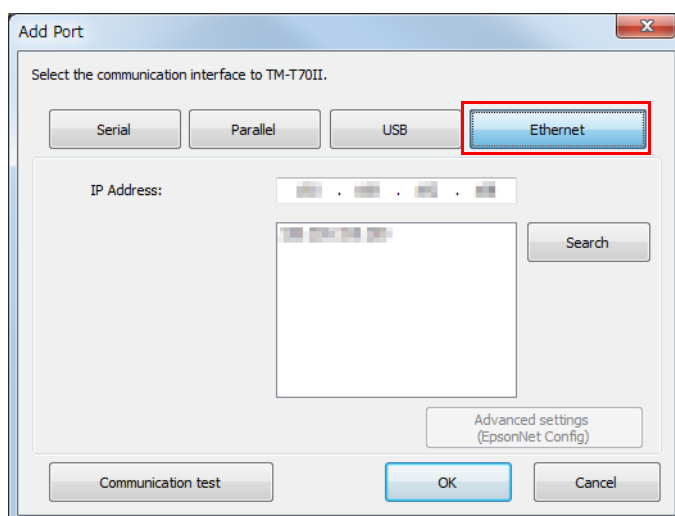 Add Port
Select the communication interface to TM-T70II.
Serial Parallel USB Ethernet
IP Address: . . .
Search
Advanced settings
(EpsonNet Config)
Communication test OK Cancel